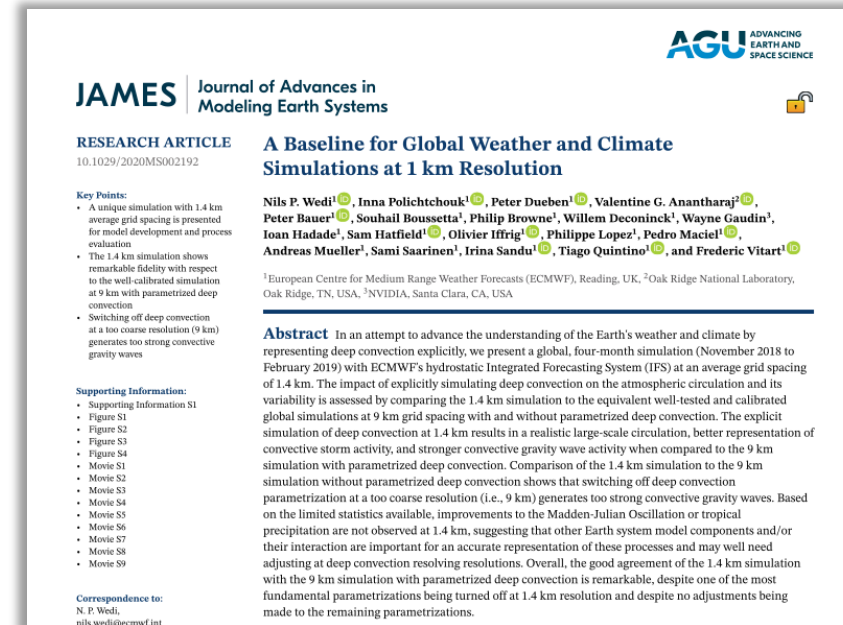 AGU ADVANCING
EARTH AND
SPACE SCIENCE
JAMES Journal of Advances in
Modeling Earth Systems
RESEARCH ARTICLE
10.1029/2020MS002192
Key Points:
• A unique simulation with 1.4 km
average grid spacing is presented
for model development and process
evaluation
• The 1.4 km simulation shows
remarkable fidelity with respect
to the well-calibrated simulation
at 9 km with parametrized deep
convection
• Switching off deep convection
at a too coarse resolution (9 km)
generates too strong convective
gravity waves
Supporting Information:
• Supporting Information S1
• Figure S1
• Figure S2
• Figure S3
• Figure S4
• Movie S1
• Movie S2
• Movie S3
• Movie S4
• Movie S5
• Movie S6
• Movie S7
• Movie S8
• Movie S9
Correspondence to:
N. P. Wedi,
nils.wedi@ecmwf.int
A Baseline for Global Weather and Climate
Simulations at 1 km Resolution
Nils P. Wedi¹, Inna Polichtchouk¹, Peter Dueben¹, Valentine G. Anantharaj²,
Peter Bauer¹, Souhail Boussetta¹, Philip Browne¹, Willem Deconinck¹, Wayne Gaudin³,
Ioan Hadade¹, Sam Hatfield¹, Olivier Iffrig¹, Philippe Lopez¹, Pedro Maciel¹,
Andreas Mueller¹, Sami Saarinen¹, Irina Sandu¹, Tiago Quintino¹, and Frederic Vitart¹
¹European Centre for Medium Range Weather Forecasts (ECMWF), Reading, UK, ²Oak Ridge National Laboratory,
Oak Ridge, TN, USA, ³NVIDIA, Santa Clara, CA, USA
Abstract In an attempt to advance the understanding of the Earth's weather and climate by
representing deep convection explicitly, we present a global, four-month simulation (November 2018 to
February 2019) with ECMWF's hydrostatic Integrated Forecasting System (IFS) at an average grid spacing
of 1.4 km. The impact of explicitly simulating deep convection on the atmospheric circulation and its
variability is assessed by comparing the 1.4 km simulation to the equivalent well-tested and calibrated
global simulations at 9 km grid spacing with and without parametrized deep convection. The explicit
simulation of deep convection at 1.4 km results in a realistic large-scale circulation, better representation of
convective storm activity, and stronger convective gravity wave activity when compared to the 9 km
simulation with parametrized deep convection. Comparison of the 1.4 km simulation to the 9 km
simulation without parametrized deep convection shows that switching off deep convection
parametrization at a too coarse resolution (i.e., 9 km) generates too strong convective gravity waves. Based
on the limited statistics available, improvements to the Madden-Julian Oscillation or tropical
precipitation are not observed at 1.4 km, suggesting that other Earth system model components and/or
their interaction are important for an accurate representation of these processes and may well need
adjusting at deep convection resolving resolutions. Overall, the good agreement of the 1.4 km simulation
with the 9 km simulation with parametrized deep convection is remarkable, despite one of the most
fundamental parametrizations being turned off at 1.4 km resolution and despite no adjustments being
made to the remaining parametrizations.